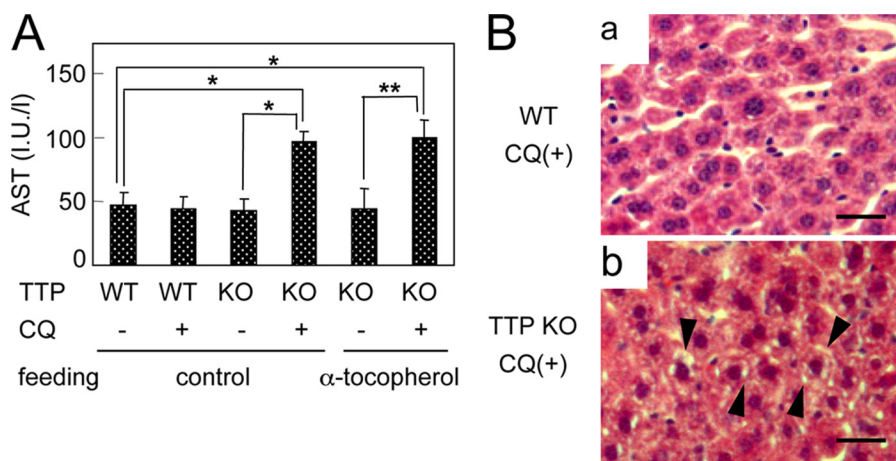 A
AST (I.U./l)
150
100
50
0
*
*
*
**
TTP WT WT KO KO KO KO
CQ - + - + - +
feeding control α-tocopherol
B
a
WT
CQ(+)
b
TTP KO
CQ(+)